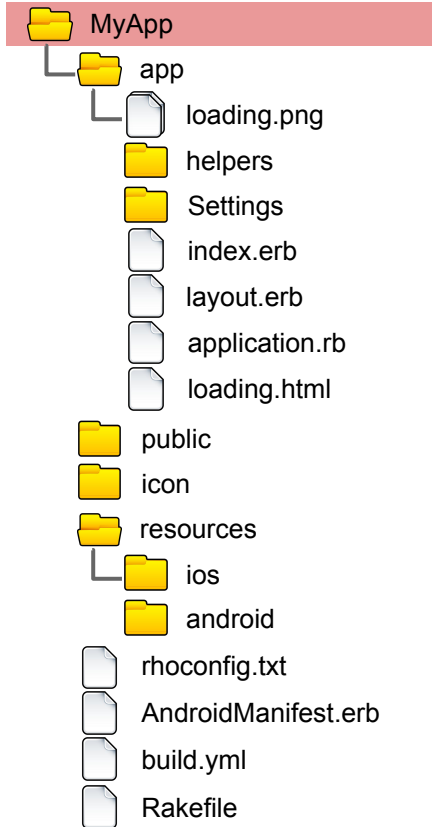 MyApp
app
loading.png
helpers
Settings
index.erb
layout.erb
application.rb
loading.html
public
icon
resources
ios
android
rhoconfig.txt
AndroidManifest.erb
build.yml
Rakefile